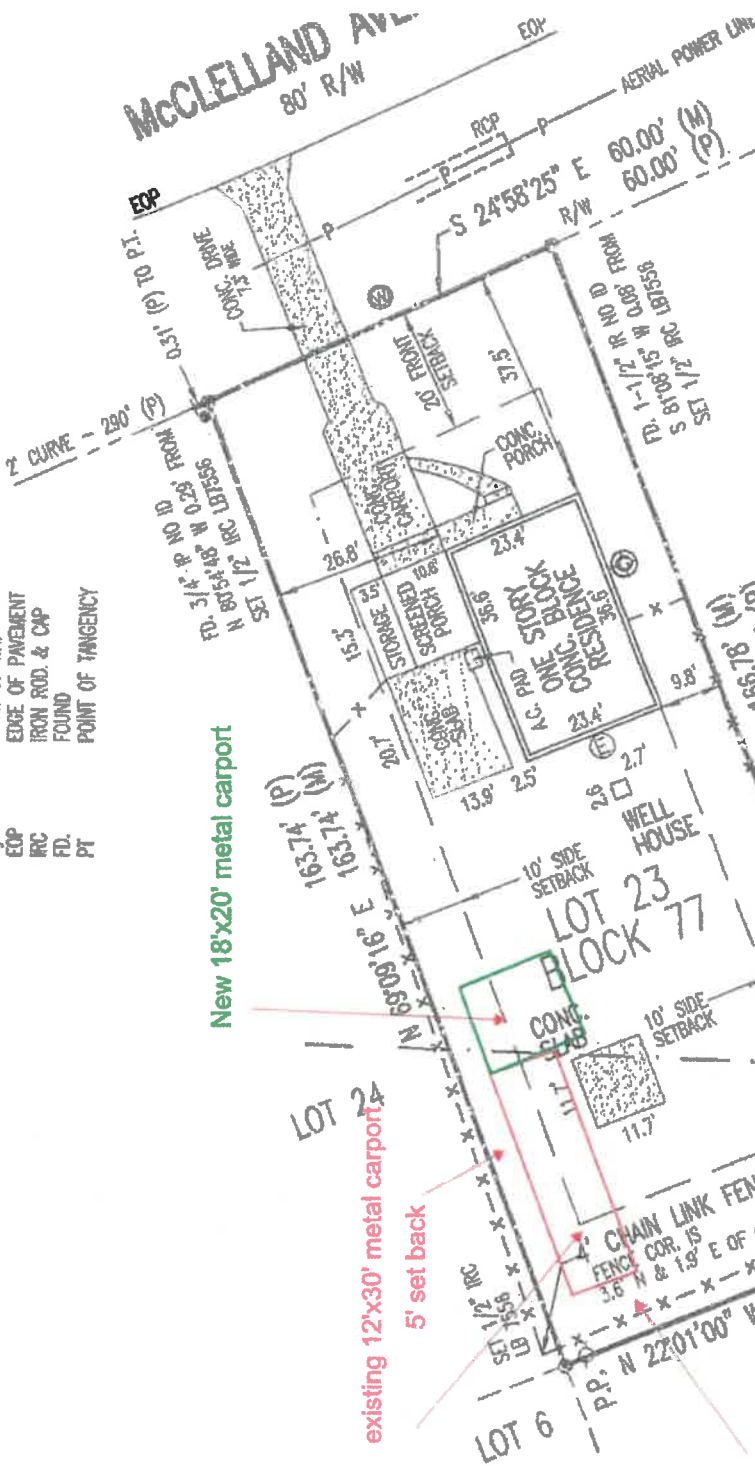 McCLELLAND AVE
80' R/W
EOP
EOP
AERIAL POWER LINE
RCP
P
P
P
S 24°58'25" E 60.00' (M)
60.00' (P)
R/W
0.31' (P) TO P.T.
2° CURVE - 290' (P)
CONC. DRIVE
7.5' WIDE
W
20' FRONT
SETBACK
37.5'
FD. 1-1/2" IR NO ID
S 81°08'15" W 0.08' FROM
SET 1/2" IRC LB7556
FD. 3/4" IP NO ID
N 80°54'48" W 0.29' FROM
SET 1/2" IRC LB7556
CONC.
CARPORT
CONC.
PORCH
26.8'
3.5'
10.8'
15.3'
STORAGE
SCREENED
PORCH
23.4'
36.6'
A.C. PAD
ONE STORY
CONC. BLOCK
RESIDENCE
36.6'
23.4'
CONC.
SLAB
20.7'
13.9'
2.5'
9.8'
E
2.6
2.7'
WELL
HOUSE
EOP EDGE OF PAVEMENT
IRC IRON ROD & CAP
FD. FOUND
PT POINT OF TANGENCY
New 18'x20' metal carport
163.74' (P)
N 69°09'16" E 163.74' (M)
10' SIDE
SETBACK
LOT 23
BLOCK 77
CONC.
SLAB
11.7'
11.7'
10' SIDE
SETBACK
LOT 24
existing 12'x30' metal carport
5' set back
4' CHAIN LINK FEN
FENCE COR. IS
3.6' N & 1.9' E OF
SET 1/2" IRC
LB 7556
P.P.
N 22°01'00" W
LOT 6